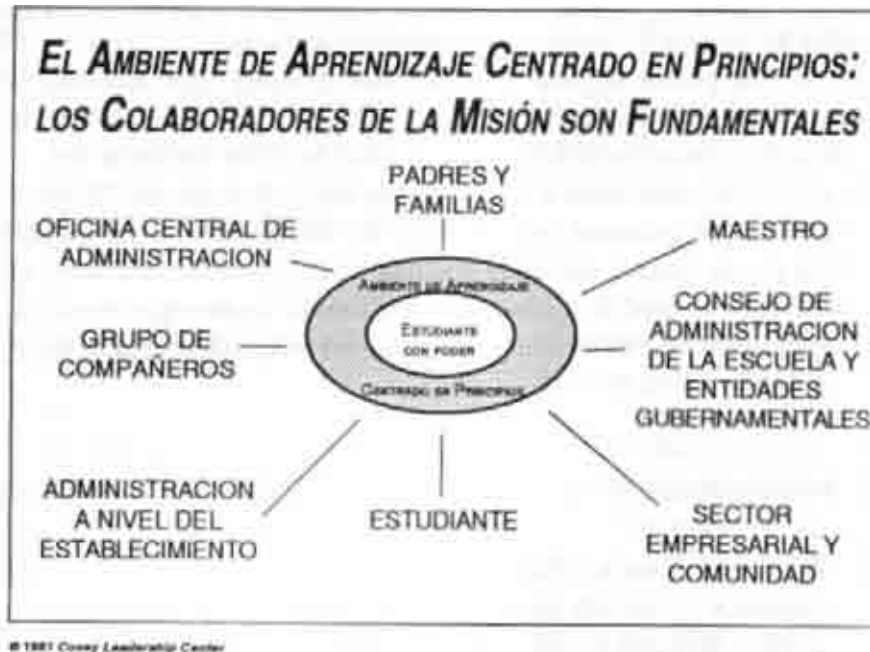 EL AMBIENTE DE APRENDIZAJE CENTRADO EN PRINCIPIOS:
LOS COLABORADORES DE LA MISIÓN SON FUNDAMENTALES
PADRES Y
FAMILIAS
OFICINA CENTRAL DE
ADMINISTRACION
MAESTRO
AMBIENTE DE APRENDIZAJE
ESTUDIANTE
CON PODER
CENTRADO EN PRINCIPIOS
GRUPO DE
COMPAÑEROS
CONSEJO DE
ADMINISTRACION
DE LA ESCUELA Y
ENTIDADES
GUBERNAMENTALES
ADMINISTRACION
A NIVEL DEL
ESTABLECIMIENTO
ESTUDIANTE
SECTOR
EMPRESARIAL Y
COMUNIDAD
© 1991 Covey Leadership Center